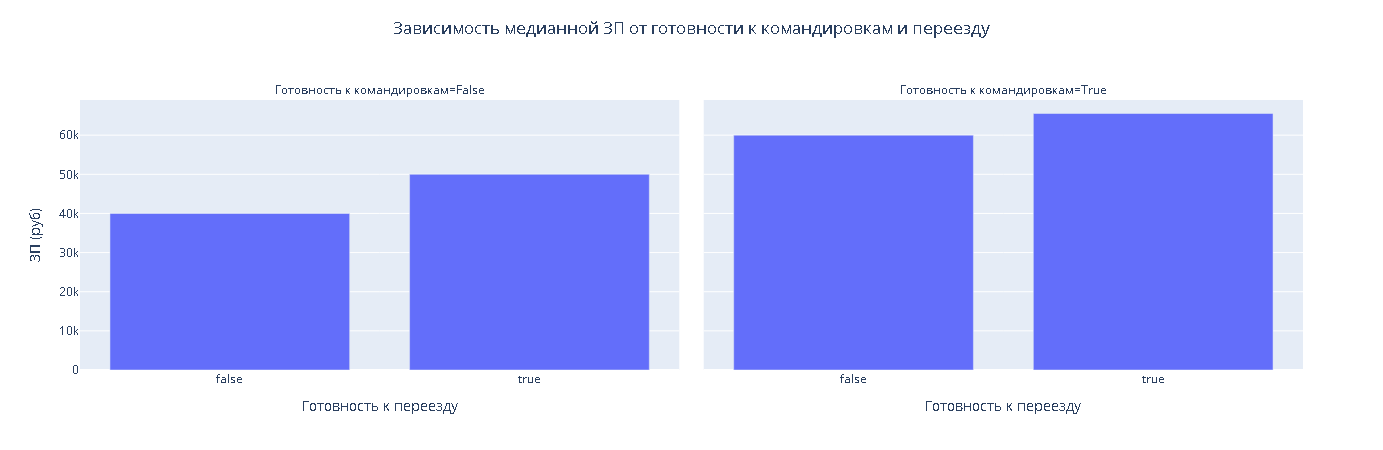 Зависимость медианной ЗП от готовности к командировкам и переезду
Готовность к командировкам=False
Готовность к командировкам=True
ЗП (руб)
60k
50k
40k
30k
20k
10k
0
false
true
false
true
Готовность к переезду
Готовность к переезду